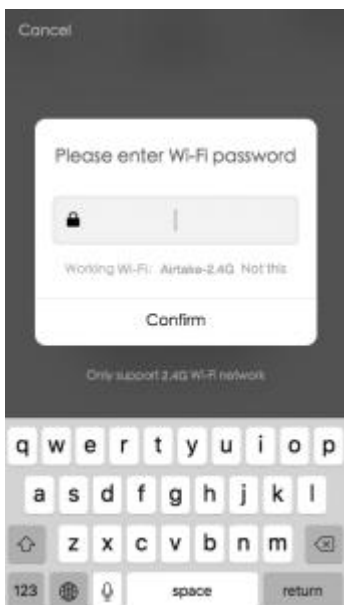 Cancel
Please enter Wi-Fi password
Working Wi-Fi: Airtake-2.4G Not this
Confirm
Only support 2.4G Wi-Fi network
q w e r t y u i o p
a s d f g h j k l
z x c v b n m
123 space return